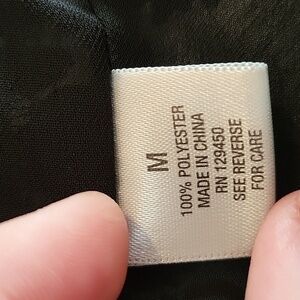 M
100% POLYESTER
MADE IN CHINA
RN 129450
SEE REVERSE
FOR CARE